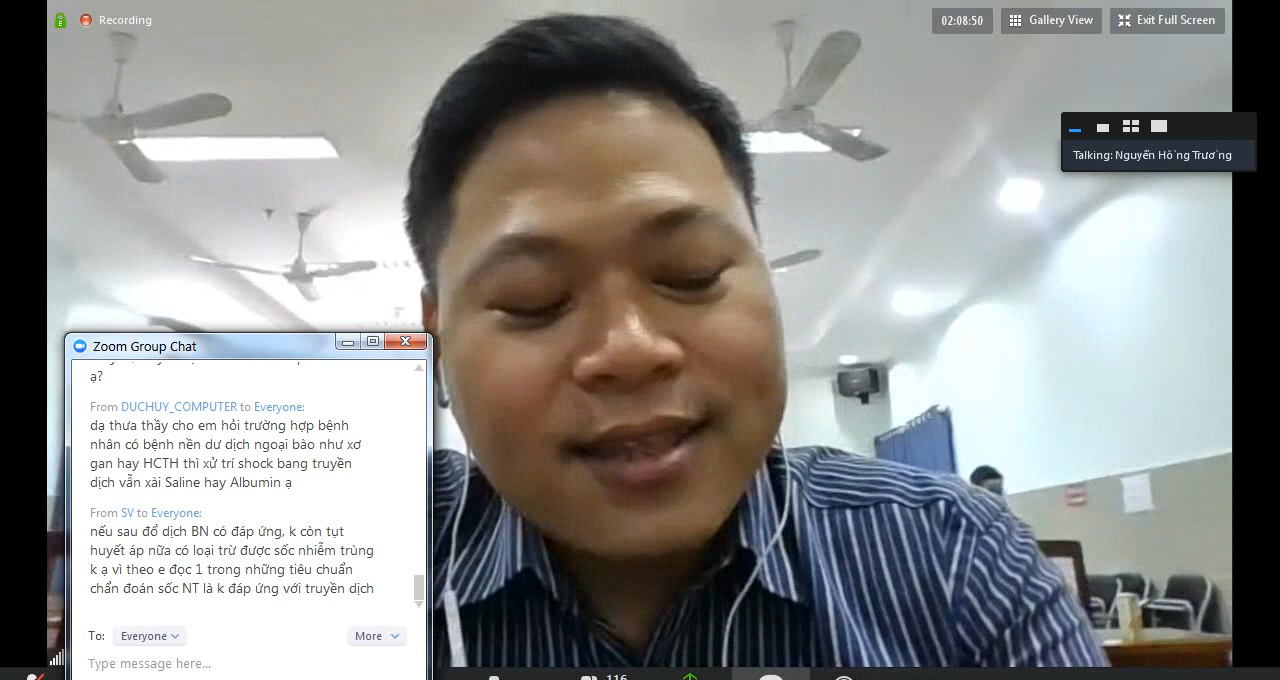 E
Recording
02:08:50
Gallery View
Exit Full Screen
Talking: Nguyễn Hồng Trường
Zoom Group Chat
ạ?
From DUCHUY_COMPUTER to Everyone:
dạ thưa thầy cho em hỏi trường hợp bệnh
nhân có bệnh nền dư dịch ngoại bào như xơ
gan hay HCTH thì xử trí shock bang truyền
dịch vẫn xài Saline hay Albumin ạ
From SV to Everyone:
nếu sau đổ dịch BN có đáp ứng, k còn tụt
huyết áp nữa có loại trừ được sốc nhiễm trùng
k ạ vì theo e đọc 1 trong những tiêu chuẩn
chẩn đoán sốc NT là k đáp ứng với truyền dịch
To:
Everyone
More
Type message here...
116